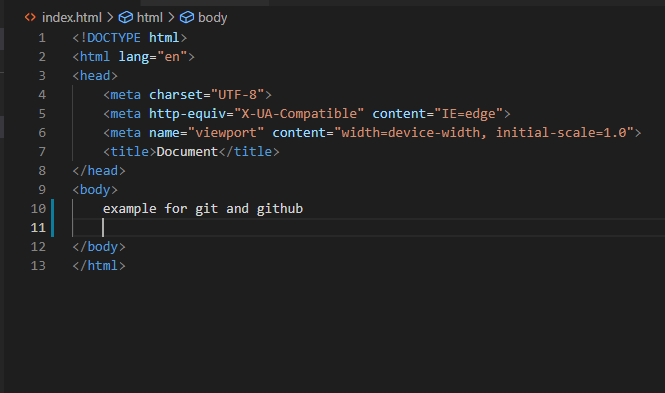 index.html > html > body
1 <!DOCTYPE html>
2 <html lang="en">
3 <head>
4     <meta charset="UTF-8">
5     <meta http-equiv="X-UA-Compatible" content="IE=edge">
6     <meta name="viewport" content="width=device-width, initial-scale=1.0">
7     <title>Document</title>
8 </head>
9 <body>
10     example for git and github
11
12 </body>
13 </html>